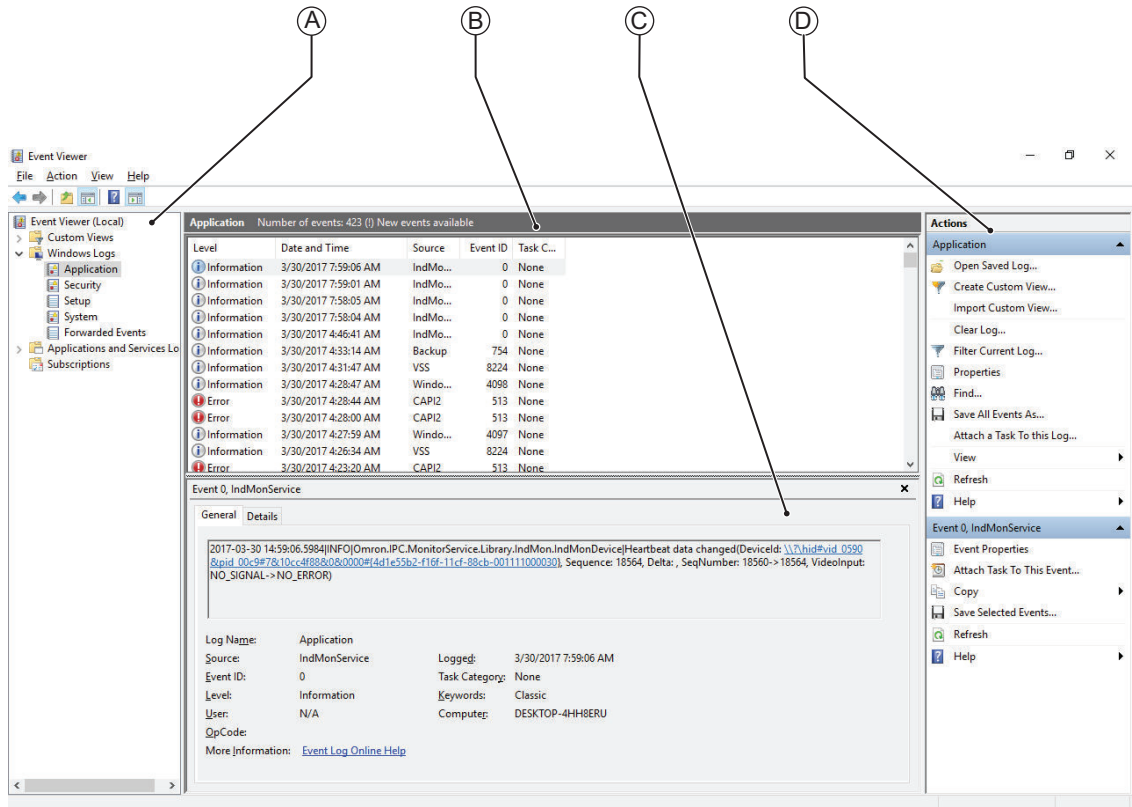 A B C D
Event Viewer
File Action View Help
Event Viewer (Local)
Custom Views
Windows Logs
Application
Security
Setup
System
Forwarded Events
Applications and Services Lo
Subscriptions
Application Number of events: 423 (!) New events available
Level Date and Time Source Event ID Task C...
Information 3/30/2017 7:59:06 AM IndMo... 0 None
Information 3/30/2017 7:59:01 AM IndMo... 0 None
Information 3/30/2017 7:58:05 AM IndMo... 0 None
Information 3/30/2017 7:58:04 AM IndMo... 0 None
Information 3/30/2017 4:46:41 AM IndMo... 0 None
Information 3/30/2017 4:33:14 AM Backup 754 None
Information 3/30/2017 4:31:47 AM VSS 8224 None
Information 3/30/2017 4:28:47 AM Windo... 4098 None
Error 3/30/2017 4:28:44 AM CAPI2 513 None
Error 3/30/2017 4:28:00 AM CAPI2 513 None
Information 3/30/2017 4:27:59 AM Windo... 4097 None
Information 3/30/2017 4:26:34 AM VSS 8224 None
Error 3/30/2017 4:23:20 AM CAPI2 513 None
Event 0, IndMonService
General Details
2017-03-30 14:59:06.5984|INFO|Omron.IPC.MonitorService.Library.IndMon.IndMonDevice|Heartbeat data changed(DeviceId: \\?\hid#vid_0590
&pid_00c9#7&10cc4f88&0&0000#{4d1e55b2-f16f-11cf-88cb-001111000030}, Sequence: 18564, Delta: , SeqNumber: 18560->18564, VideoInput:
NO_SIGNAL->NO_ERROR)
Log Name: Application
Source: IndMonService Logged: 3/30/2017 7:59:06 AM
Event ID: 0 Task Category: None
Level: Information Keywords: Classic
User: N/A Computer: DESKTOP-4HH8ERU
OpCode:
More Information: Event Log Online Help
Actions
Application
Open Saved Log...
Create Custom View...
Import Custom View...
Clear Log...
Filter Current Log...
Properties
Find...
Save All Events As...
Attach a Task To this Log...
View
Refresh
Help
Event 0, IndMonService
Event Properties
Attach Task To This Event...
Copy
Save Selected Events...
Refresh
Help